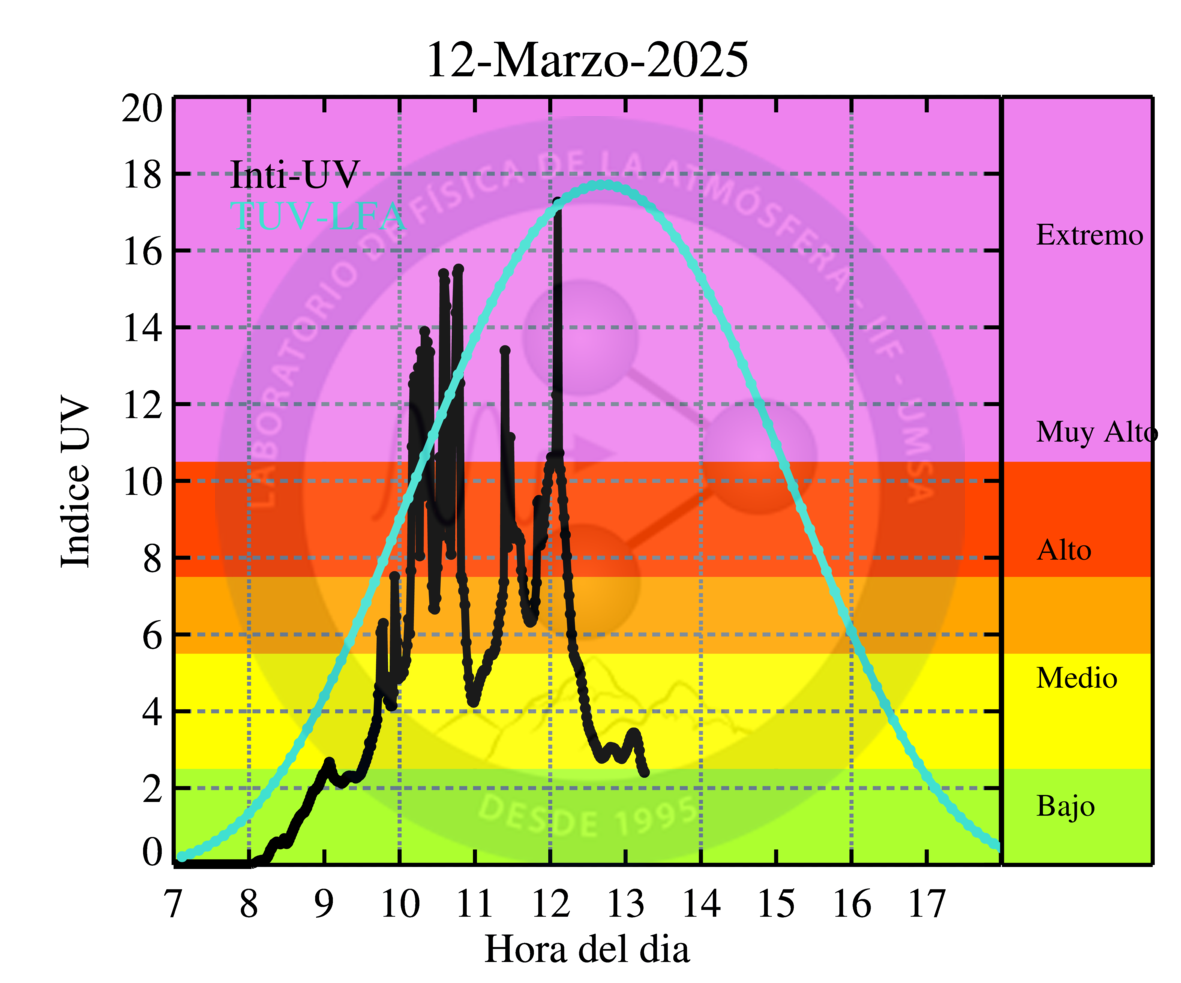 12-Marzo-2025
20
18
16
14
12
10
8
6
4
2
0
Indice UV
Inti-UV
TUV-LFA
LABORATORIO DE FÍSICA DE LA ATMÓSFERA - IIF - UMSA
DESDE 1995
Extremo
Muy Alto
Alto
Medio
Bajo
7 8 9 10 11 12 13 14 15 16 17
Hora del dia